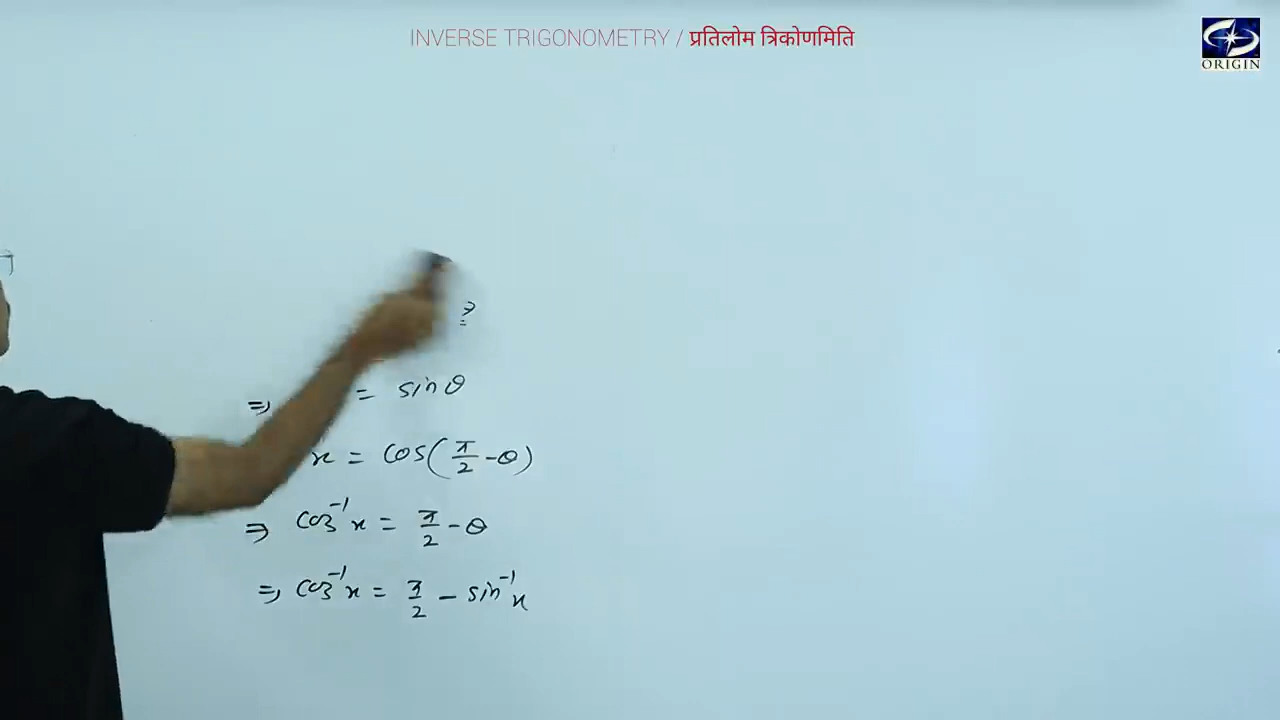 INVERSE TRIGONOMETRY / प्रतिलोम त्रिकोणमिति
ORIGIN
?
⇒ = sin θ
x = cos(π/2 - θ)
⇒ cos⁻¹x = π/2 - θ
⇒ cos⁻¹x = π/2 - sin⁻¹x